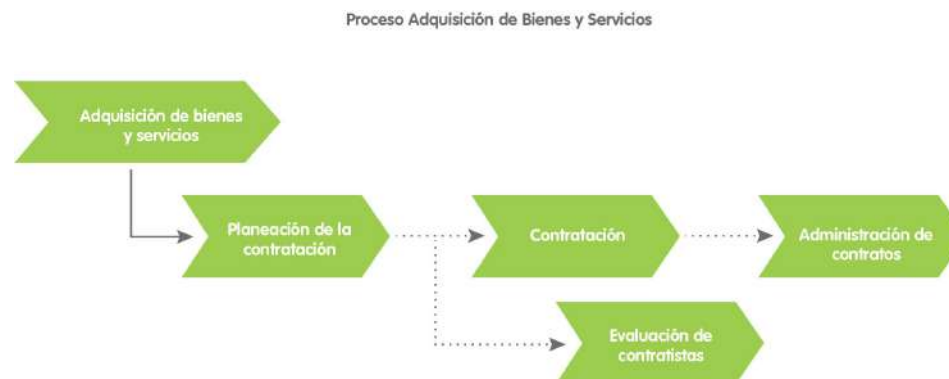 Proceso Adquisición de Bienes y Servicios
Adquisición de bienes
y servicios
Planeación de la
contratación
Contratación
Administración de
contratos
Evaluación de
contratistas